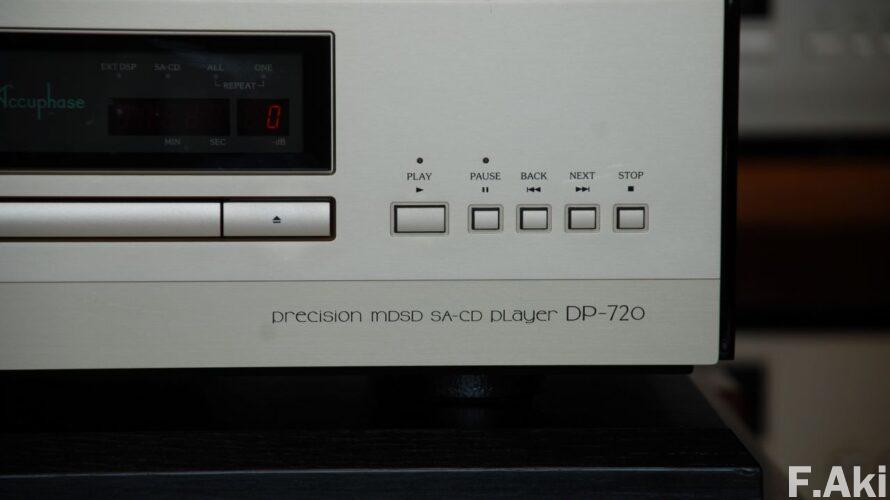 EXT DSP SA-CD ALL ONE
REPEAT
Accuphase
0
MIN SEC -dB
PLAY PAUSE BACK NEXT STOP
precision MDSD SA-CD player DP-720
F.Aki